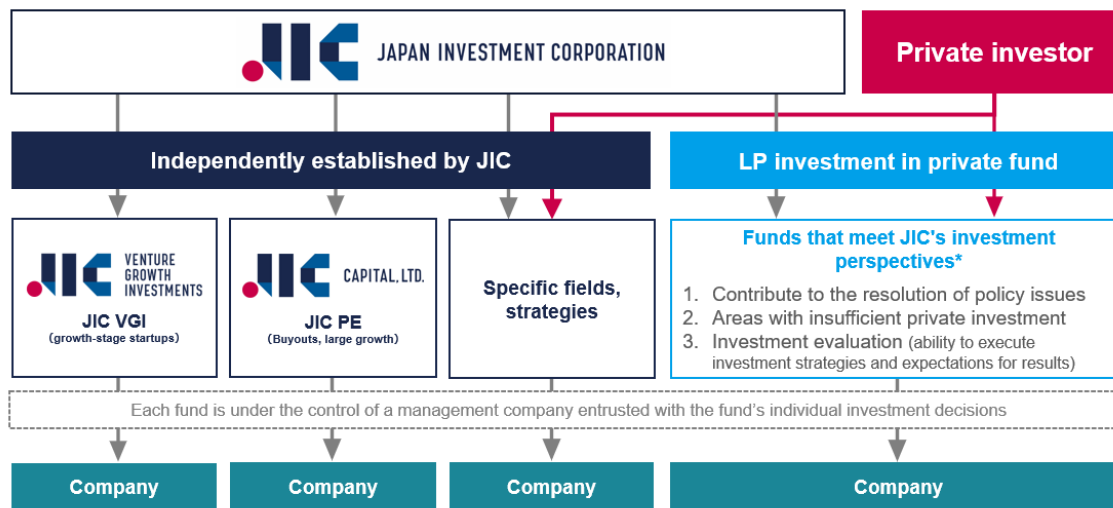 JIC JAPAN INVESTMENT CORPORATION
Private investor
Independently established by JIC
LP investment in private fund
JIC VENTURE
GROWTH
INVESTMENTS
JIC VGI
(growth-stage startups)
JIC CAPITAL, LTD.
JIC PE
(Buyouts, large growth)
Specific fields,
strategies
Funds that meet JIC's investment
perspectives*
1. Contribute to the resolution of policy issues
2. Areas with insufficient private investment
3. Investment evaluation (ability to execute
investment strategies and expectations for results)
Each fund is under the control of a management company entrusted with the fund's individual investment decisions
Company
Company
Company
Company